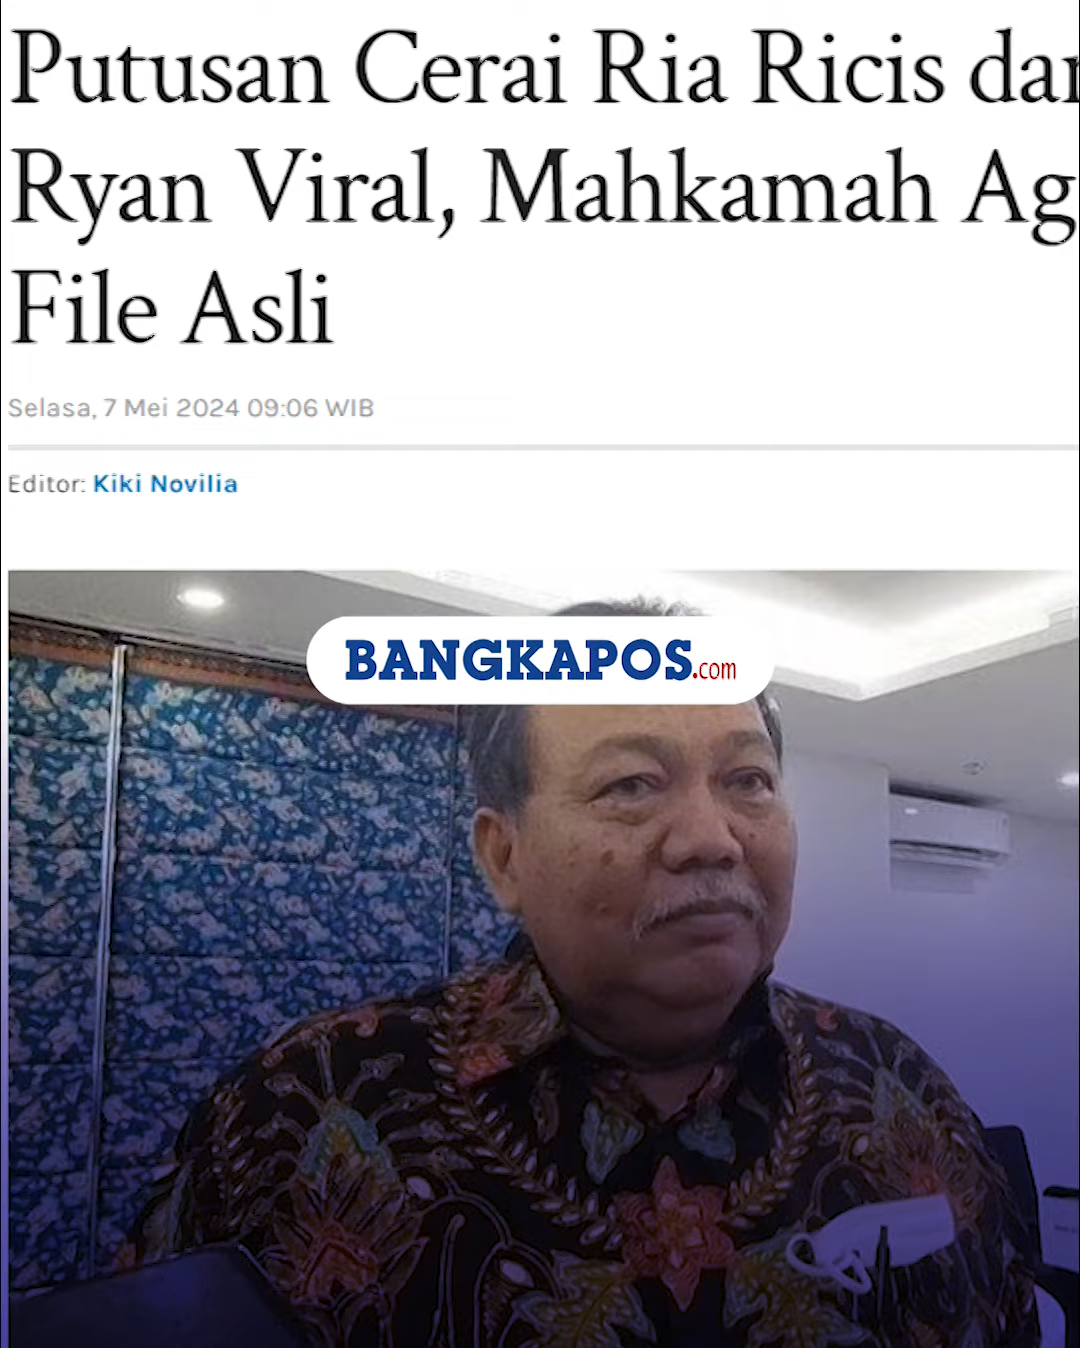 Putusan Cerai Ria Ricis dan
Ryan Viral, Mahkamah Ag
File Asli
Selasa, 7 Mei 2024 09:06 WIB
Editor: Kiki Novilia
BANGKAPOS.com